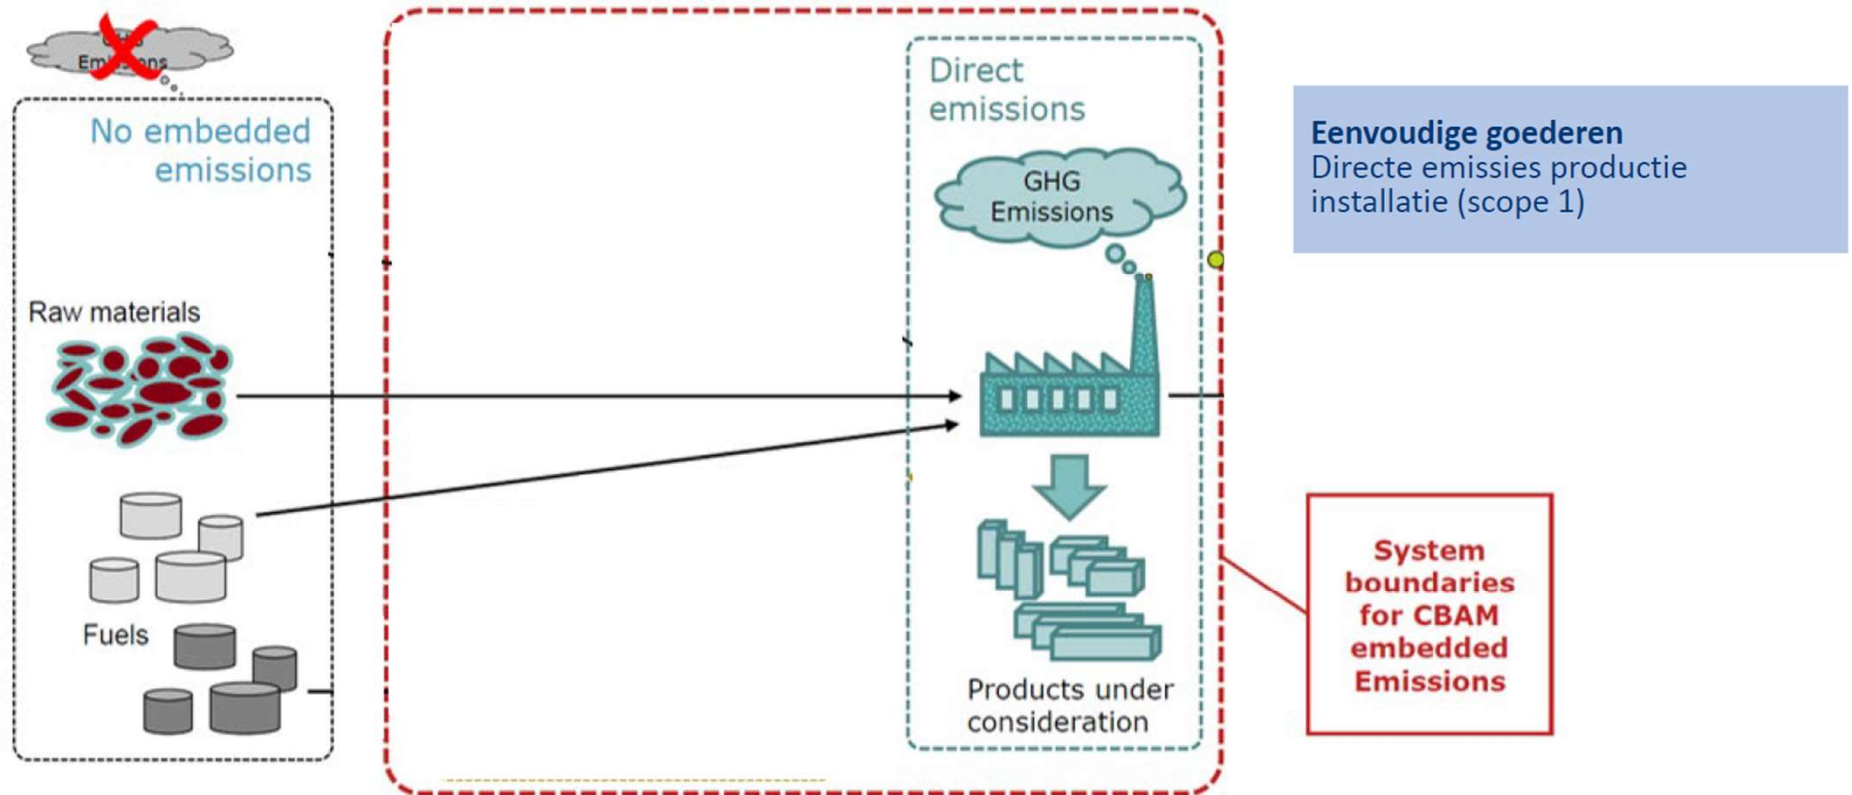 Emissions
No embedded
emissions
Raw materials
Fuels
Direct
emissions
GHG
Emissions
Products under
consideration
Eenvoudige goederen
Directe emissies productie
installatie (scope 1)
System
boundaries
for CBAM
embedded
Emissions